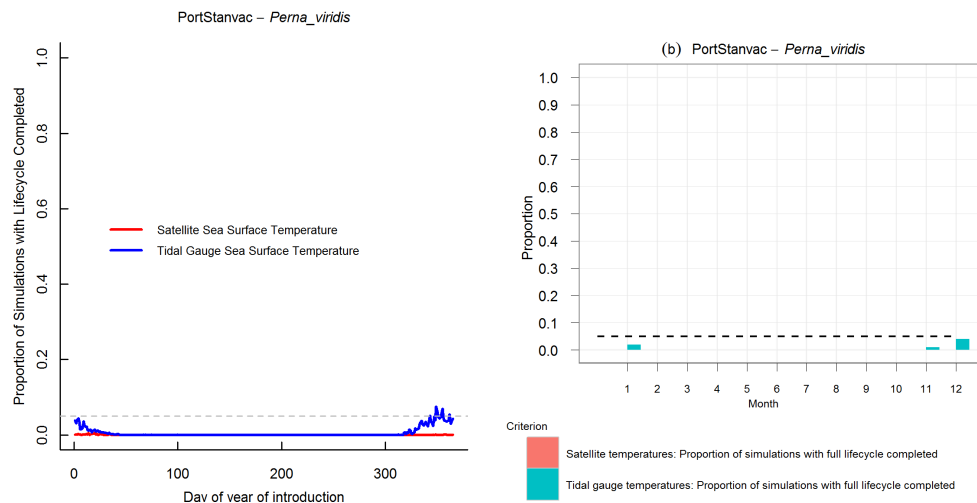 PortStanvac – Perna_viridis
Proportion of Simulations with Lifecycle Completed
1.0
0.8
0.6
0.4
0.2
0.0
Satellite Sea Surface Temperature
Tidal Gauge Sea Surface Temperature
0 100 200 300
Day of year of introduction
(b) PortStanvac – Perna_viridis
Proportion
1.0
0.9
0.8
0.7
0.6
0.5
0.4
0.3
0.2
0.1
0.0
1 2 3 4 5 6 7 8 9 10 11 12
Month
Criterion
Satellite temperatures: Proportion of simulations with full lifecycle completed
Tidal gauge temperatures: Proportion of simulations with full lifecycle completed